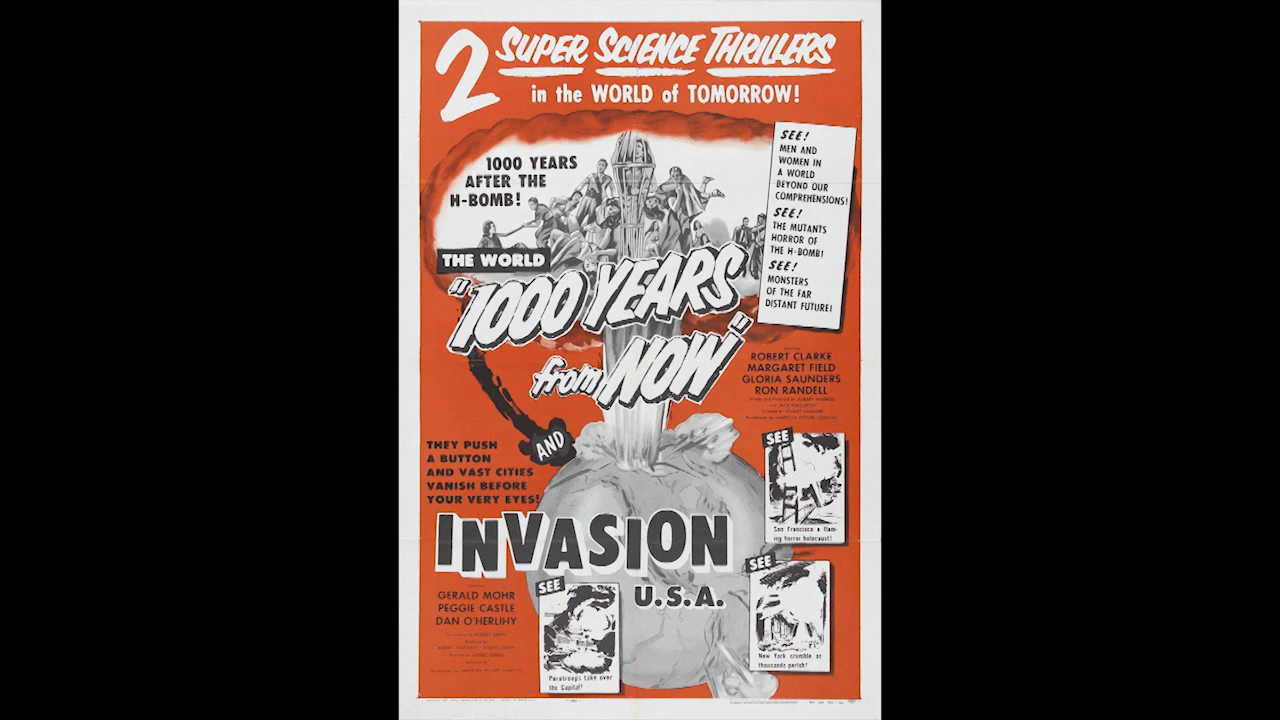 2 SUPER SCIENCE THRILLERS
in the WORLD of TOMORROW!
1000 YEARS
AFTER THE
H-BOMB!
SEE!
MEN AND
WOMEN IN
A WORLD
BEYOND OUR
COMPREHENSIONS!
SEE!
THE MUTANTS
HORROR OF
THE H-BOMB!
SEE!
MONSTERS
OF THE FAR
DISTANT FUTURE!
THE WORLD
"1000 YEARS
from NOW"
ROBERT CLARKE
MARGARET FIELD
GLORIA SAUNDERS
RON RANDELL
AND
THEY PUSH
A BUTTON
AND VAST CITIES
VANISH BEFORE
YOUR VERY EYES!
SEE
San Francisco a flam-
ing horror holocaust!
INVASION
U.S.A.
GERALD MOHR
PEGGIE CASTLE
DAN O'HERLIHY
SEE
Paratroops take over
the Capital!
SEE
New York crumble as
thousands perish!